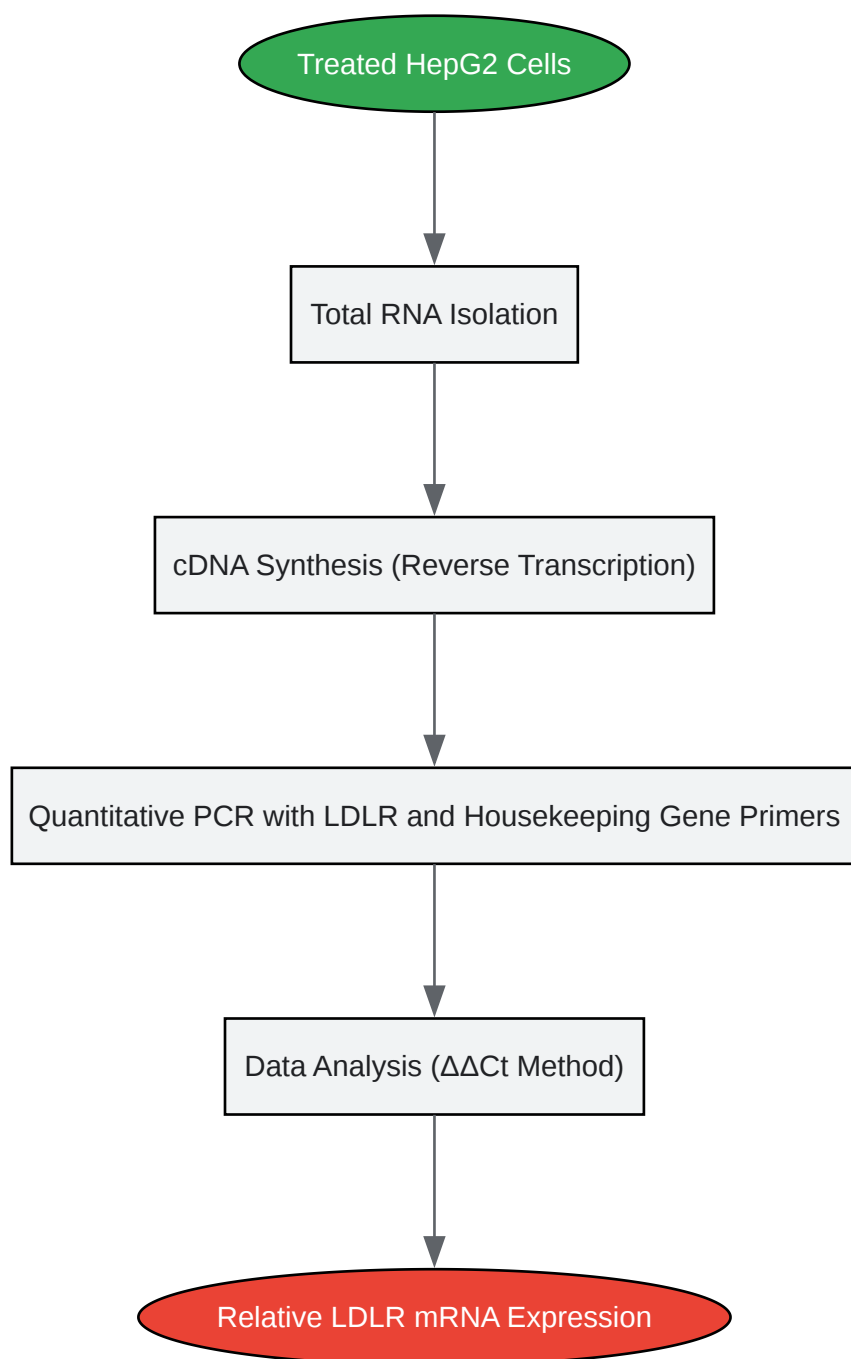 Treated HepG2 Cells
Total RNA Isolation
cDNA Synthesis (Reverse Transcription)
Quantitative PCR with LDLR and Housekeeping Gene Primers
Data Analysis (ΔΔCt Method)
Relative LDLR mRNA Expression